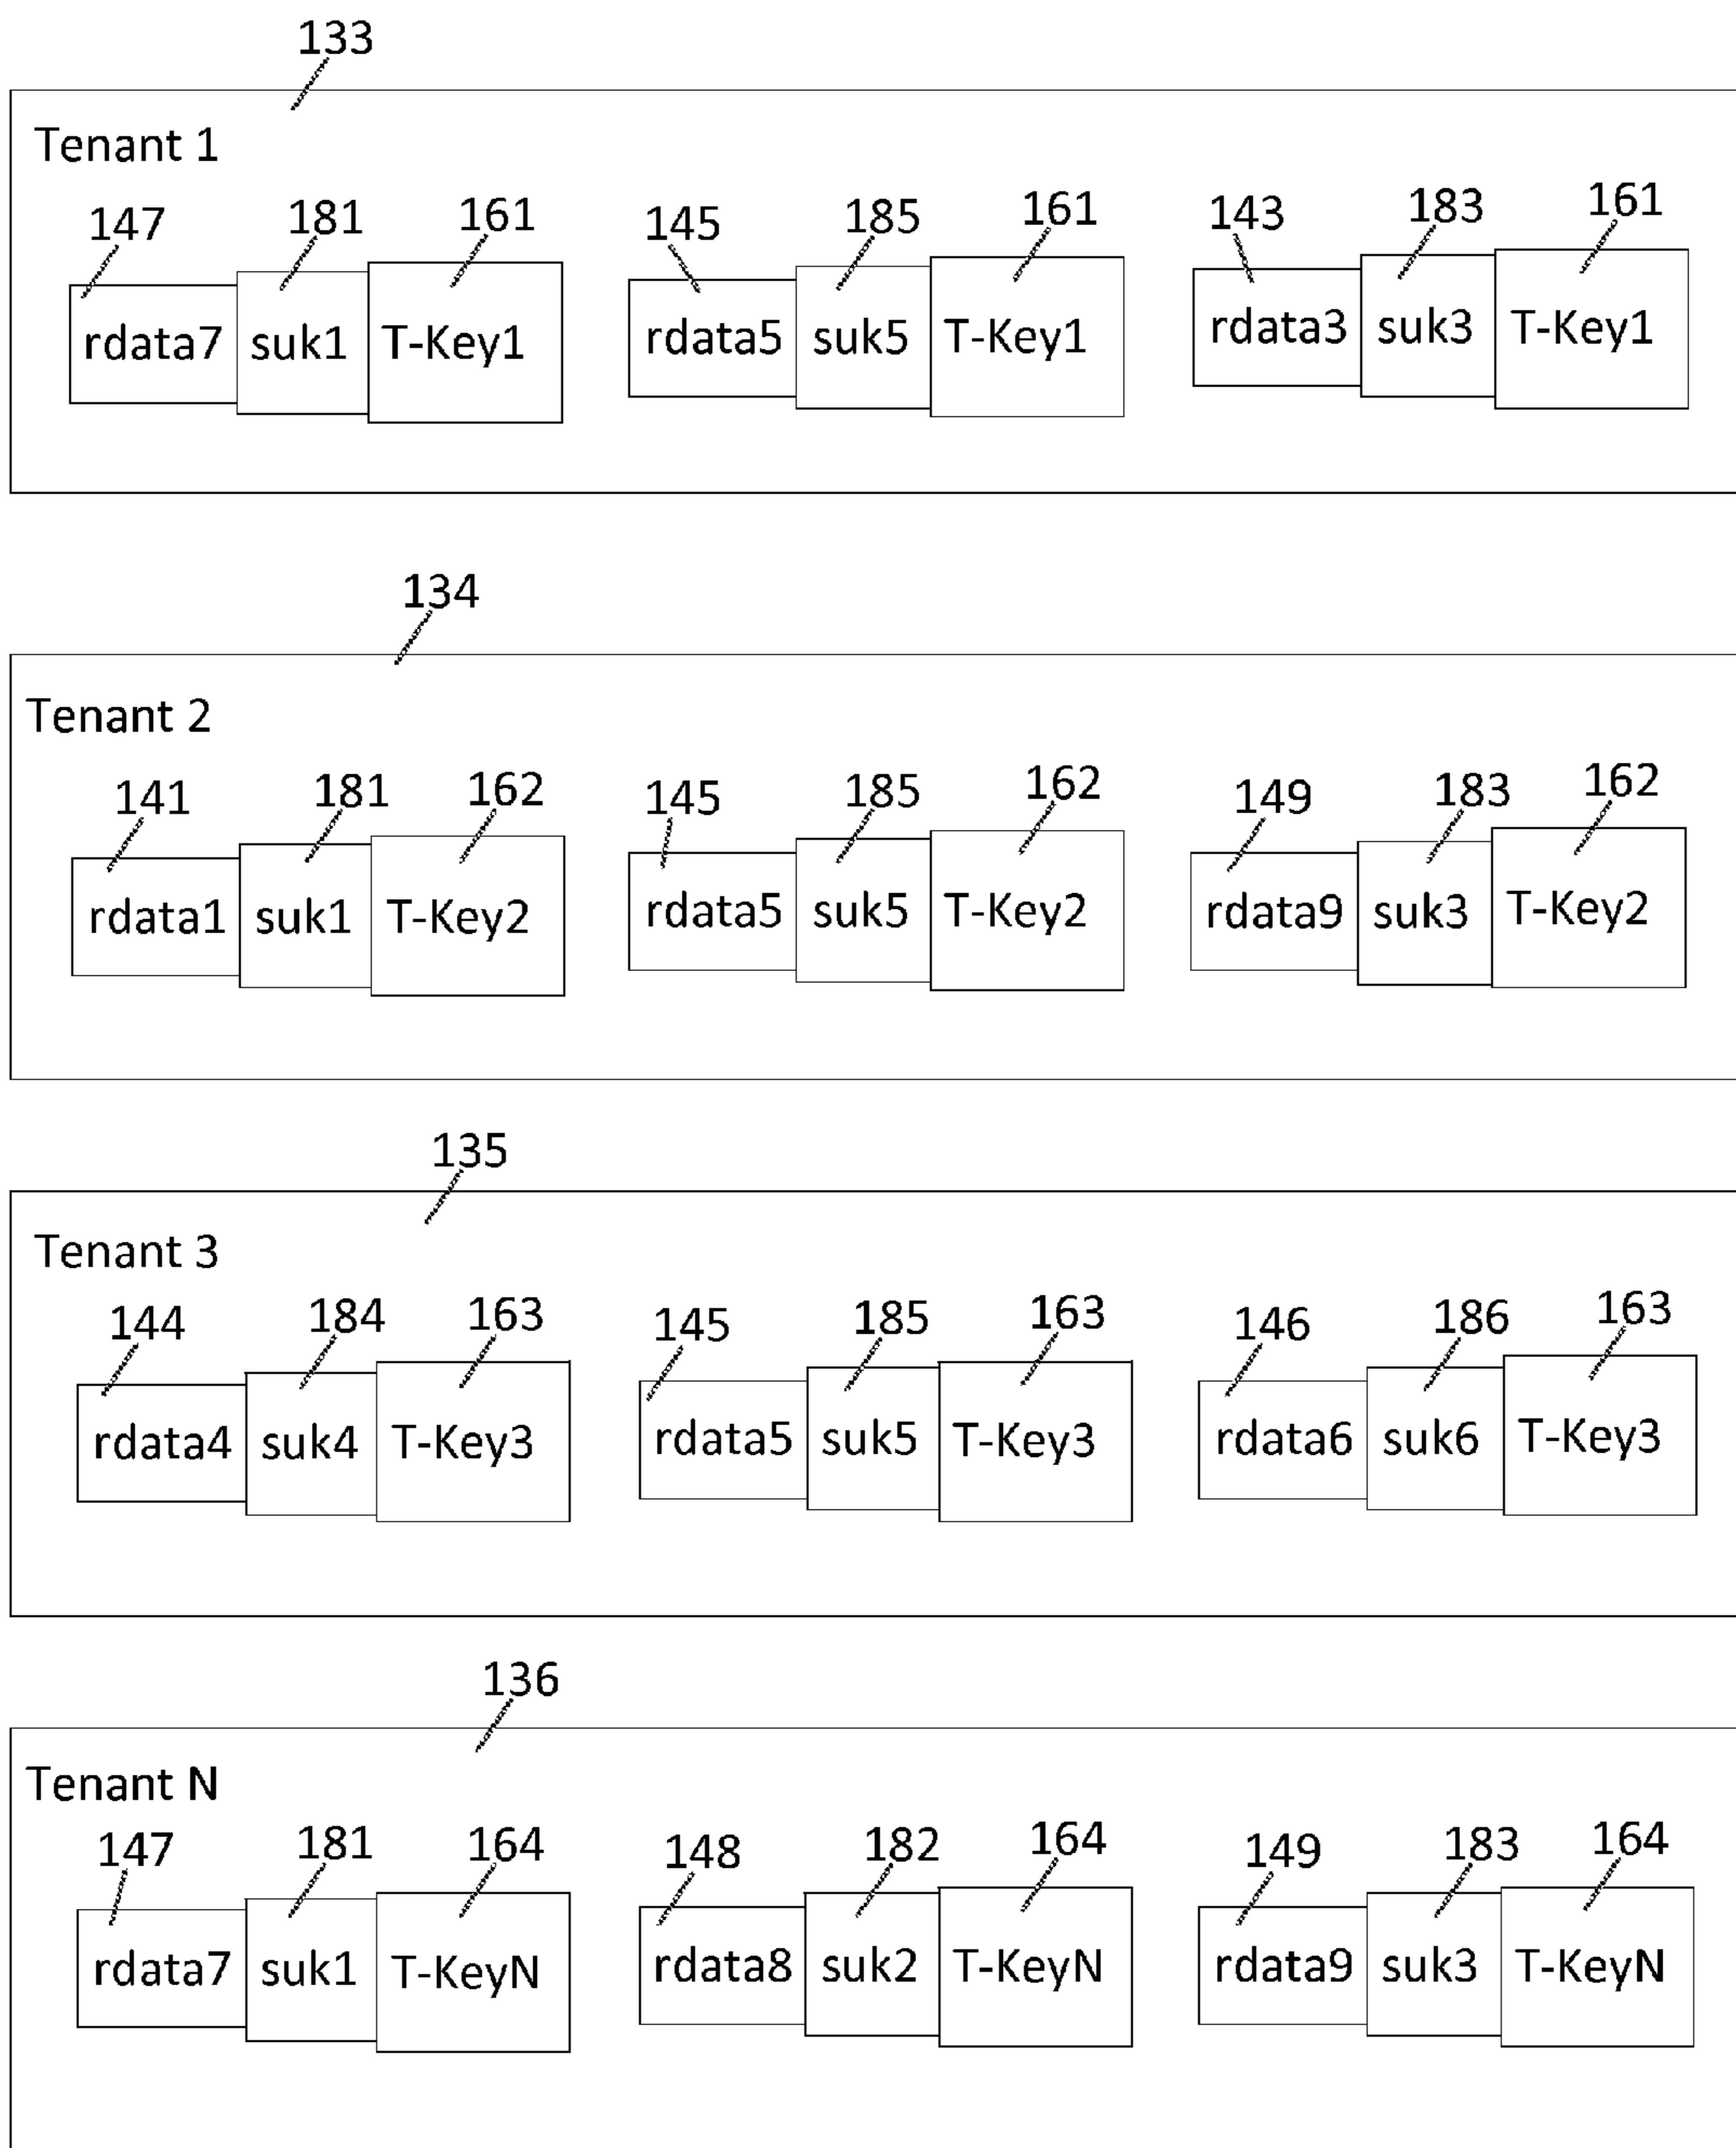 133
Tenant 1
147 181 161 145 185 161 143 183 161
rdata7 suk1 T-Key1 rdata5 suk5 T-Key1 rdata3 suk3 T-Key1
134
Tenant 2
141 181 162 145 185 162 149 183 162
rdata1 suk1 T-Key2 rdata5 suk5 T-Key2 rdata9 suk3 T-Key2
135
Tenant 3
144 184 163 145 185 163 146 186 163
rdata4 suk4 T-Key3 rdata5 suk5 T-Key3 rdata6 suk6 T-Key3
136
Tenant N
147 181 164 148 182 164 149 183 164
rdata7 suk1 T-KeyN rdata8 suk2 T-KeyN rdata9 suk3 T-KeyN